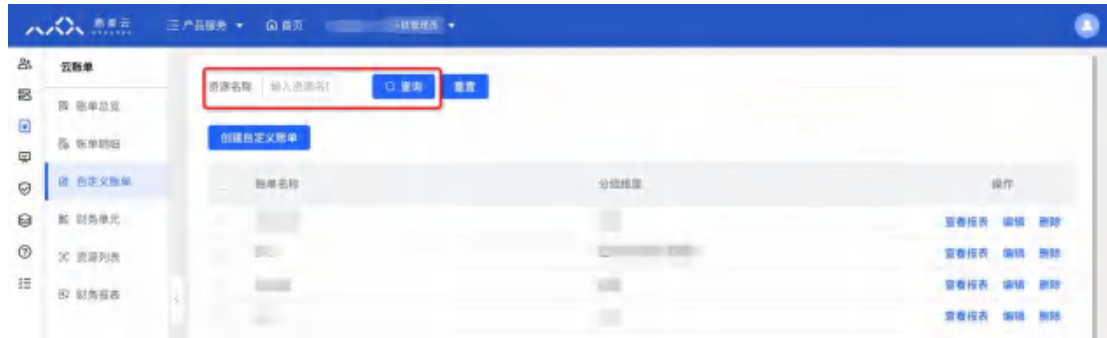 产品服务 首页
云账单
账单总览
账单明细
自定义账单
财务单元
资源列表
财务报表
资源名称 输入资源名 查询 重置
创建自定义账单
账单名称 分组维度 操作
查看报表 编辑 删除
查看报表 编辑 删除
查看报表 编辑 删除
查看报表 编辑 删除